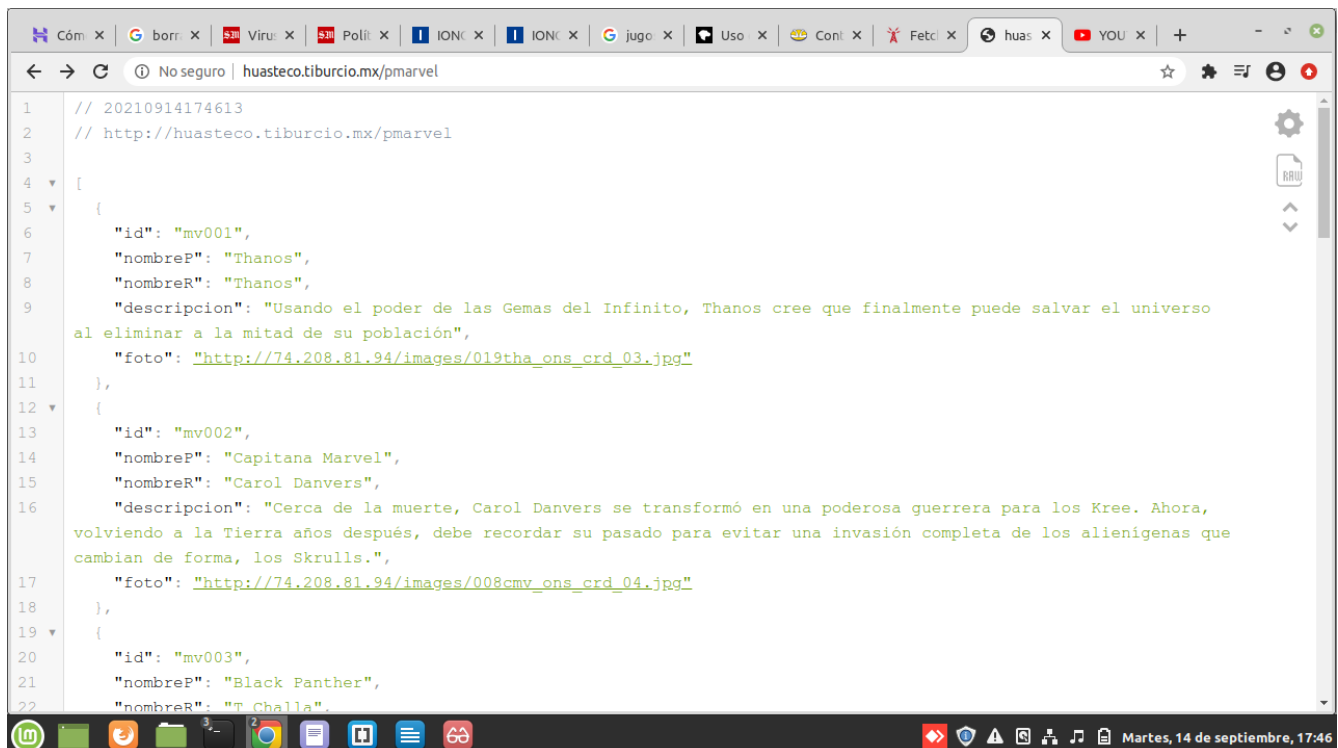 Cóm
borr
Virus
Polít
IONC
IONC
jugo
Uso
Cont
Fetcl
huas
YOU
No seguro | huasteco.tiburcio.mx/pmarvel
1 // 20210914174613
2 // http://huasteco.tiburcio.mx/pmarvel
3
4 [
5 {
6 "id": "mv001",
7 "nombreP": "Thanos",
8 "nombreR": "Thanos",
9 "descripcion": "Usando el poder de las Gemas del Infinito, Thanos cree que finalmente puede salvar el universo
al eliminar a la mitad de su población",
10 "foto": "http://74.208.81.94/images/019tha_ons_crd_03.jpg"
11 },
12 {
13 "id": "mv002",
14 "nombreP": "Capitana Marvel",
15 "nombreR": "Carol Danvers",
16 "descripcion": "Cerca de la muerte, Carol Danvers se transformó en una poderosa guerrera para los Kree. Ahora,
volviendo a la Tierra años después, debe recordar su pasado para evitar una invasión completa de los alienígenas que
cambian de forma, los Skrulls.",
17 "foto": "http://74.208.81.94/images/008cmv_ons_crd_04.jpg"
18 },
19 {
20 "id": "mv003",
21 "nombreP": "Black Panther",
22 "nombreR": "T Challa",
RAW
3
2
Martes, 14 de septiembre, 17:46